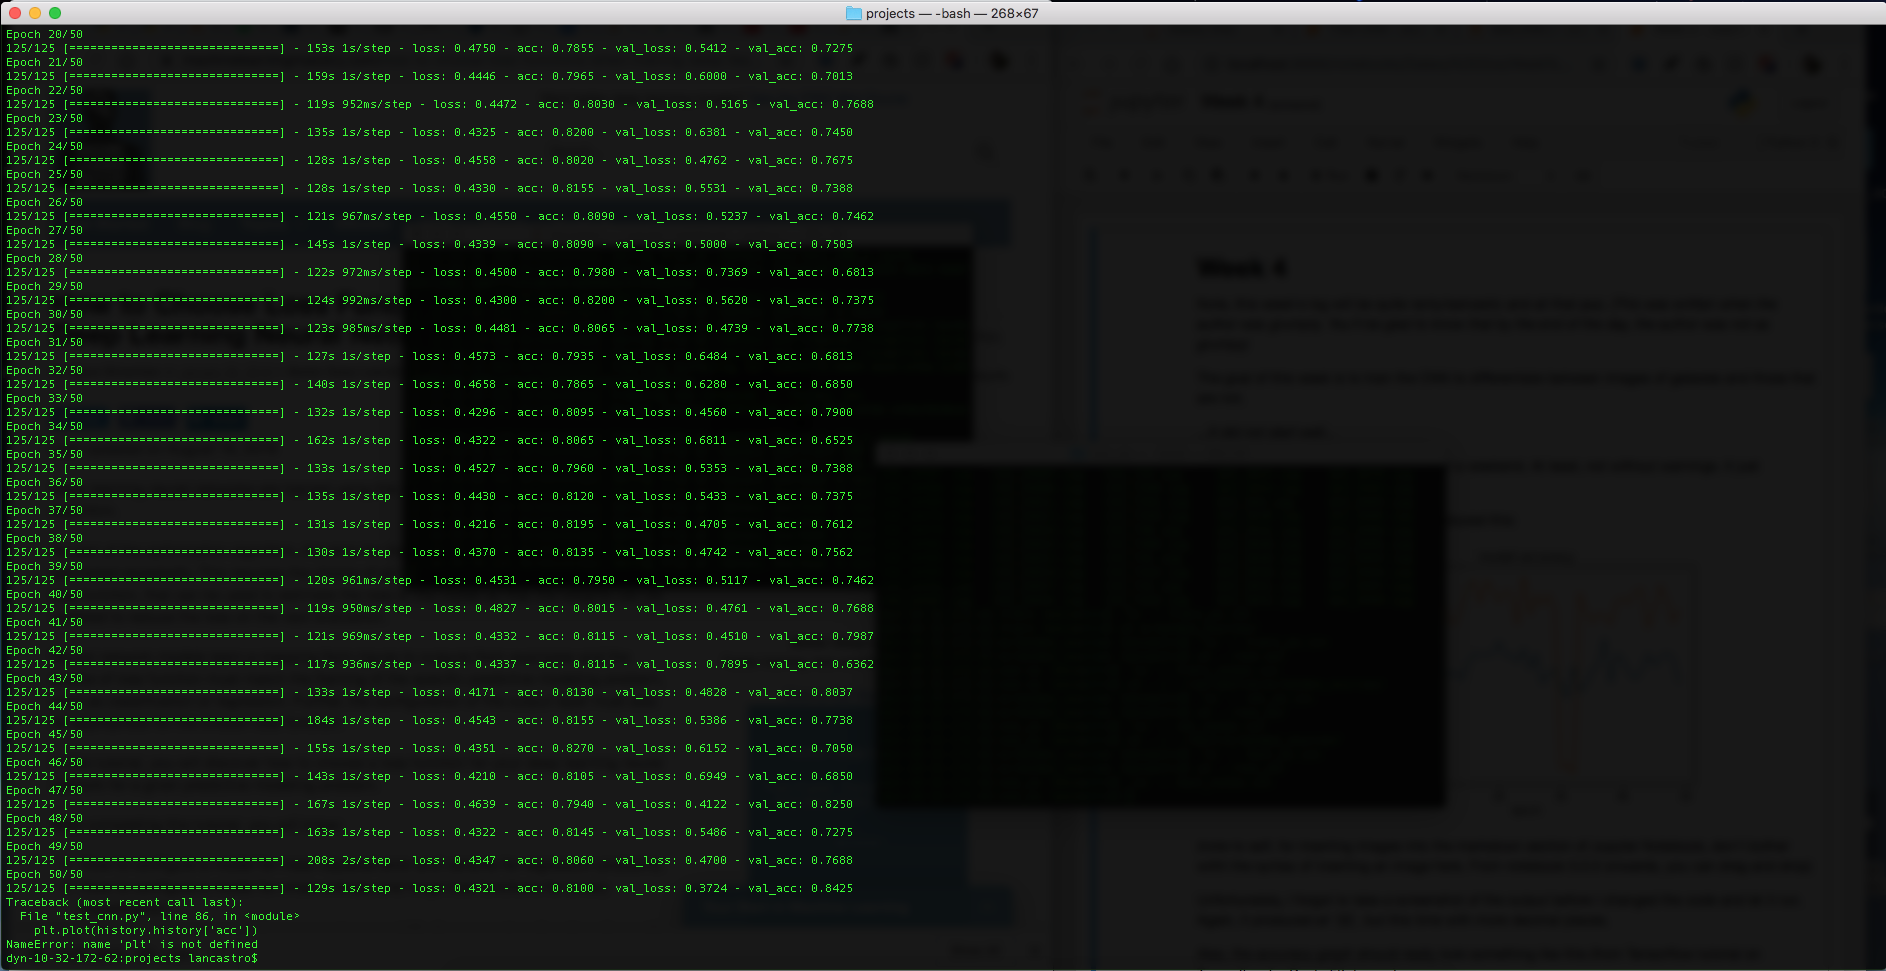 projects — -bash — 268×67
Epoch 20/50
125/125 [==============================] - 153s 1s/step - loss: 0.4750 - acc: 0.7855 - val_loss: 0.5412 - val_acc: 0.7275
Epoch 21/50
125/125 [==============================] - 159s 1s/step - loss: 0.4446 - acc: 0.7965 - val_loss: 0.6000 - val_acc: 0.7013
Epoch 22/50
125/125 [==============================] - 119s 952ms/step - loss: 0.4472 - acc: 0.8030 - val_loss: 0.5165 - val_acc: 0.7688
Epoch 23/50
125/125 [==============================] - 135s 1s/step - loss: 0.4325 - acc: 0.8200 - val_loss: 0.6381 - val_acc: 0.7450
Epoch 24/50
125/125 [==============================] - 128s 1s/step - loss: 0.4558 - acc: 0.8020 - val_loss: 0.4762 - val_acc: 0.7675
Epoch 25/50
125/125 [==============================] - 128s 1s/step - loss: 0.4330 - acc: 0.8155 - val_loss: 0.5531 - val_acc: 0.7388
Epoch 26/50
125/125 [==============================] - 121s 967ms/step - loss: 0.4550 - acc: 0.8090 - val_loss: 0.5237 - val_acc: 0.7462
Epoch 27/50
125/125 [==============================] - 145s 1s/step - loss: 0.4339 - acc: 0.8090 - val_loss: 0.5000 - val_acc: 0.7503
Epoch 28/50
125/125 [==============================] - 122s 972ms/step - loss: 0.4500 - acc: 0.7980 - val_loss: 0.7369 - val_acc: 0.6813
Epoch 29/50
125/125 [==============================] - 124s 992ms/step - loss: 0.4300 - acc: 0.8200 - val_loss: 0.5620 - val_acc: 0.7375
Epoch 30/50
125/125 [==============================] - 123s 985ms/step - loss: 0.4481 - acc: 0.8065 - val_loss: 0.4739 - val_acc: 0.7738
Epoch 31/50
125/125 [==============================] - 127s 1s/step - loss: 0.4573 - acc: 0.7935 - val_loss: 0.6484 - val_acc: 0.6813
Epoch 32/50
125/125 [==============================] - 140s 1s/step - loss: 0.4658 - acc: 0.7865 - val_loss: 0.6280 - val_acc: 0.6850
Epoch 33/50
125/125 [==============================] - 132s 1s/step - loss: 0.4296 - acc: 0.8095 - val_loss: 0.4560 - val_acc: 0.7900
Epoch 34/50
125/125 [==============================] - 162s 1s/step - loss: 0.4322 - acc: 0.8065 - val_loss: 0.6811 - val_acc: 0.6525
Epoch 35/50
125/125 [==============================] - 133s 1s/step - loss: 0.4527 - acc: 0.7960 - val_loss: 0.5353 - val_acc: 0.7388
Epoch 36/50
125/125 [==============================] - 135s 1s/step - loss: 0.4430 - acc: 0.8120 - val_loss: 0.5433 - val_acc: 0.7375
Epoch 37/50
125/125 [==============================] - 131s 1s/step - loss: 0.4216 - acc: 0.8195 - val_loss: 0.4705 - val_acc: 0.7612
Epoch 38/50
125/125 [==============================] - 130s 1s/step - loss: 0.4370 - acc: 0.8135 - val_loss: 0.4742 - val_acc: 0.7562
Epoch 39/50
125/125 [==============================] - 120s 961ms/step - loss: 0.4531 - acc: 0.7950 - val_loss: 0.5117 - val_acc: 0.7462
Epoch 40/50
125/125 [==============================] - 119s 950ms/step - loss: 0.4827 - acc: 0.8015 - val_loss: 0.4761 - val_acc: 0.7688
Epoch 41/50
125/125 [==============================] - 121s 969ms/step - loss: 0.4332 - acc: 0.8115 - val_loss: 0.4510 - val_acc: 0.7987
Epoch 42/50
125/125 [==============================] - 117s 936ms/step - loss: 0.4337 - acc: 0.8115 - val_loss: 0.7895 - val_acc: 0.6362
Epoch 43/50
125/125 [==============================] - 133s 1s/step - loss: 0.4171 - acc: 0.8130 - val_loss: 0.4828 - val_acc: 0.8037
Epoch 44/50
125/125 [==============================] - 184s 1s/step - loss: 0.4543 - acc: 0.8155 - val_loss: 0.5386 - val_acc: 0.7738
Epoch 45/50
125/125 [==============================] - 155s 1s/step - loss: 0.4351 - acc: 0.8270 - val_loss: 0.6152 - val_acc: 0.7050
Epoch 46/50
125/125 [==============================] - 143s 1s/step - loss: 0.4210 - acc: 0.8105 - val_loss: 0.6949 - val_acc: 0.6850
Epoch 47/50
125/125 [==============================] - 167s 1s/step - loss: 0.4639 - acc: 0.7940 - val_loss: 0.4122 - val_acc: 0.8250
Epoch 48/50
125/125 [==============================] - 163s 1s/step - loss: 0.4322 - acc: 0.8145 - val_loss: 0.5486 - val_acc: 0.7275
Epoch 49/50
125/125 [==============================] - 208s 2s/step - loss: 0.4347 - acc: 0.8060 - val_loss: 0.4700 - val_acc: 0.7688
Epoch 50/50
125/125 [==============================] - 129s 1s/step - loss: 0.4321 - acc: 0.8100 - val_loss: 0.3724 - val_acc: 0.8425
Traceback (most recent call last):
  File "test_cnn.py", line 86, in <module>
    plt.plot(history.history['acc'])
NameError: name 'plt' is not defined
dyn-10-32-172-62:projects lancastro$
Week 4